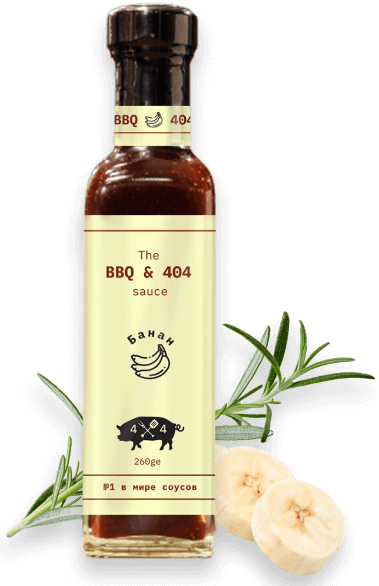 BBQ 404
The
BBQ & 404
sauce
Банан
4 4
260ge
№1 в мире соусов